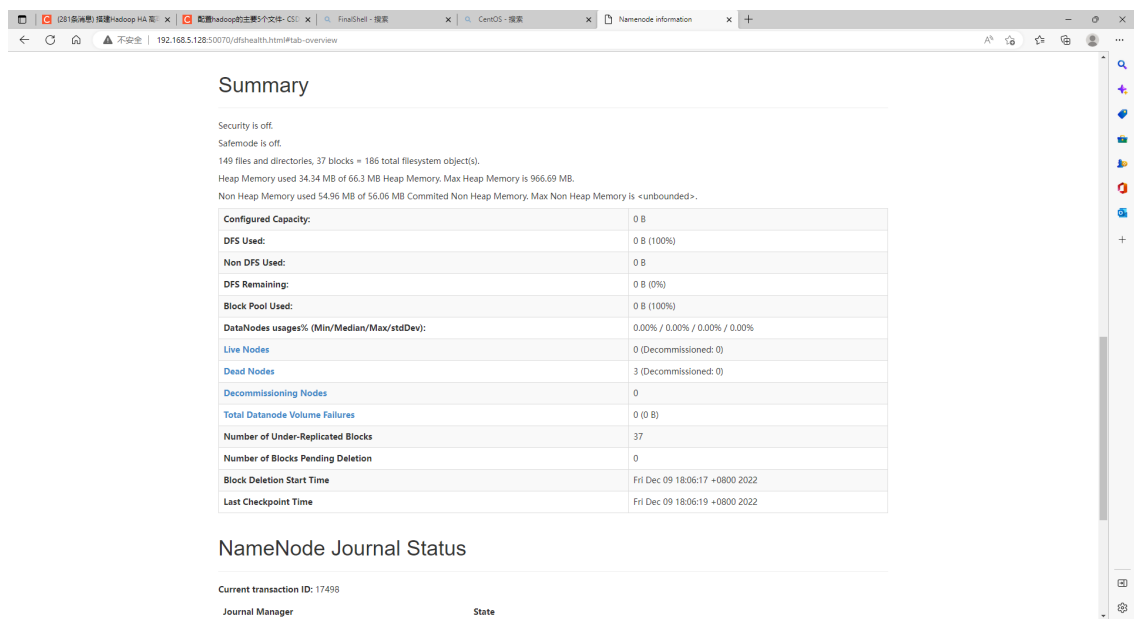 (281条消息) 搭建Hadoop HA 高
配置hadoop的主要5个文件- CSD
FinalShell - 搜索
CentOS - 搜索
Namenode information
不安全 | 192.168.5.128:50070/dfshealth.html#tab-overview
Summary
Security is off.
Safemode is off.
149 files and directories, 37 blocks = 186 total filesystem object(s).
Heap Memory used 34.34 MB of 66.3 MB Heap Memory. Max Heap Memory is 966.69 MB.
Non Heap Memory used 54.96 MB of 56.06 MB Commited Non Heap Memory. Max Non Heap Memory is <unbounded>.
Configured Capacity: 0 B
DFS Used: 0 B (100%)
Non DFS Used: 0 B
DFS Remaining: 0 B (0%)
Block Pool Used: 0 B (100%)
DataNodes usages% (Min/Median/Max/stdDev): 0.00% / 0.00% / 0.00% / 0.00%
Live Nodes 0 (Decommissioned: 0)
Dead Nodes 3 (Decommissioned: 0)
Decommissioning Nodes 0
Total Datanode Volume Failures 0 (0 B)
Number of Under-Replicated Blocks 37
Number of Blocks Pending Deletion 0
Block Deletion Start Time Fri Dec 09 18:06:17 +0800 2022
Last Checkpoint Time Fri Dec 09 18:06:19 +0800 2022
NameNode Journal Status
Current transaction ID: 17498
Journal Manager State